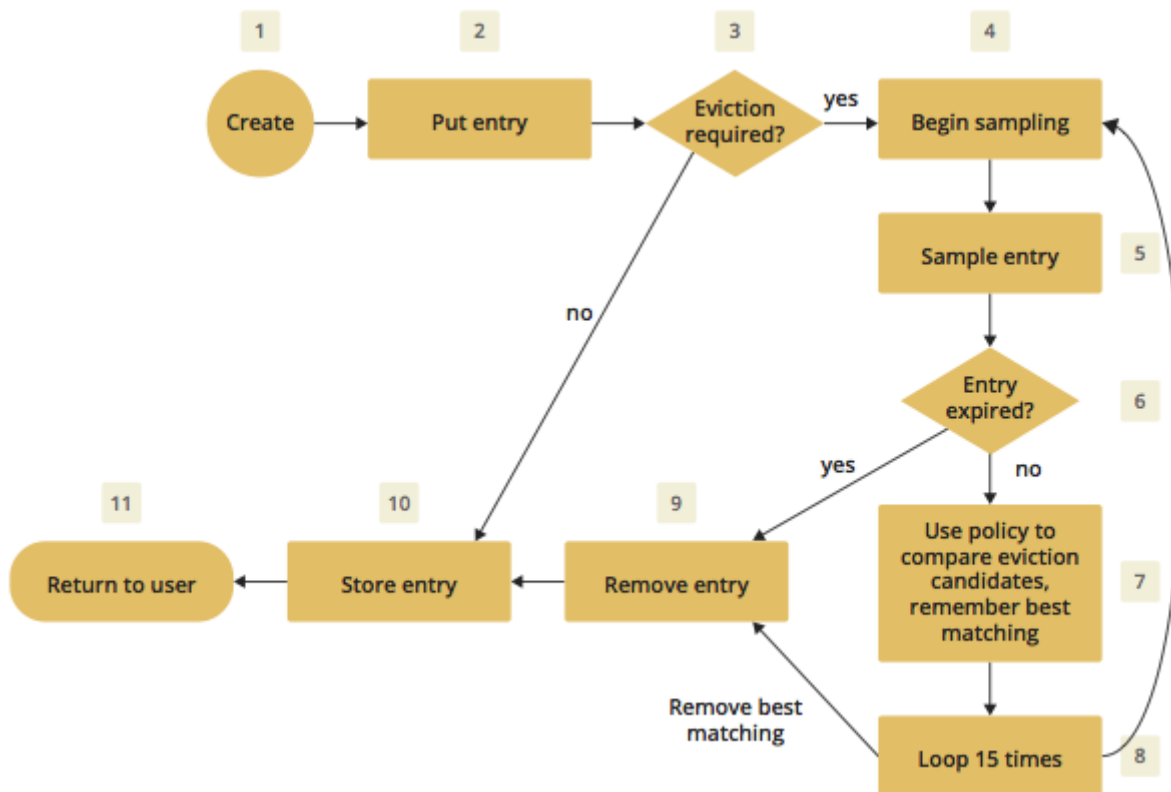 1
2
3
4
Create
Put entry
Eviction
required?
yes
Begin sampling
Sample entry
5
no
Entry
expired?
6
yes
no
11
10
9
Return to user
Store entry
Remove entry
Use policy to
compare eviction
candidates,
remember best
matching
7
Remove best
matching
Loop 15 times
8